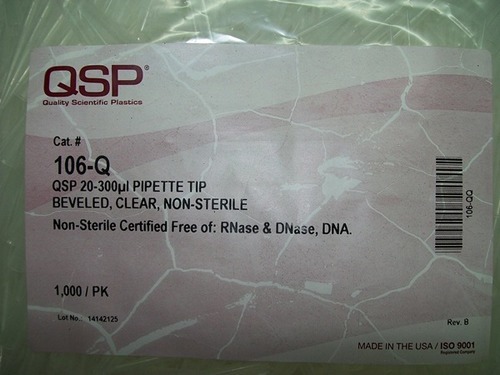 QSP®
Quality Scientific Plastics
Cat. #
106-Q
QSP 20-300µl PIPETTE TIP
BEVELED, CLEAR, NON-STERILE
Non-Sterile Certified Free of: RNase & DNase, DNA.
106-QQ
1,000 / PK
Lot No.: 14142125
Rev. B
MADE IN THE USA / ISO 9001
Registered Company